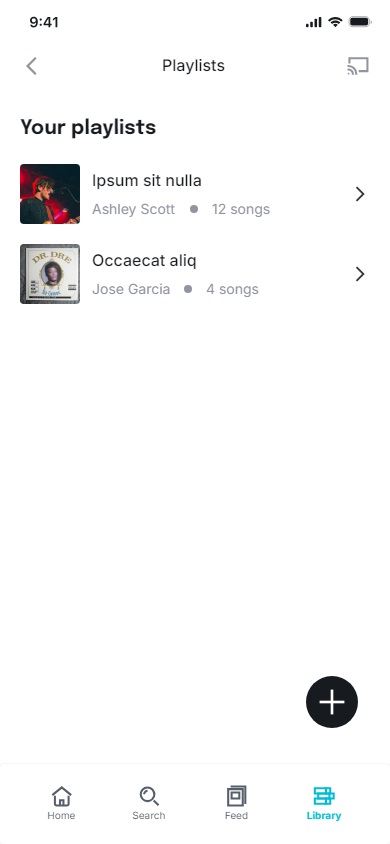 9:41
Playlists
Your playlists
Ipsum sit nulla
Ashley Scott
12 songs
DR. DRE
Occaecat aliq
Jose Garcia
4 songs
Home
Search
Feed
Library